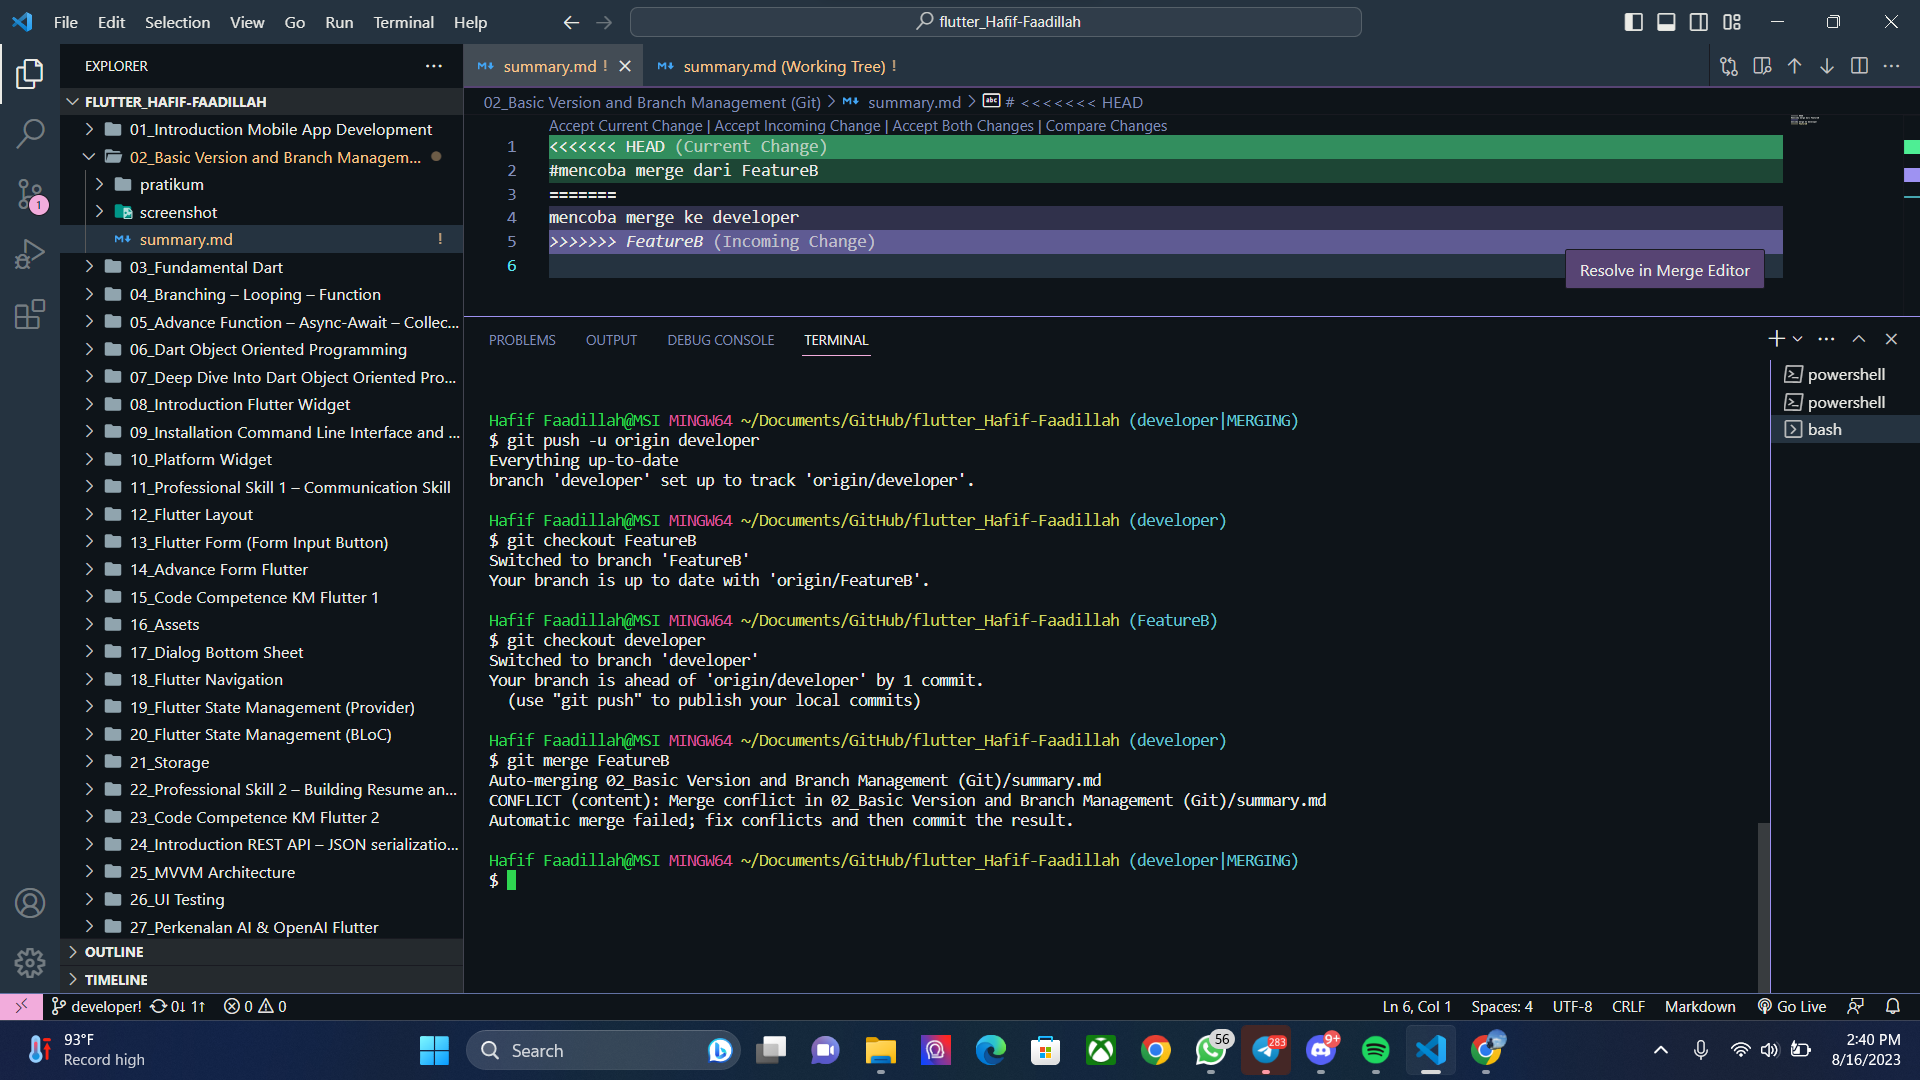 File Edit Selection View Go Run Terminal Help
flutter_Hafif-Faadillah
EXPLORER
FLUTTER_HAFIF-FAADILLAH
01_Introduction Mobile App Development
02_Basic Version and Branch Managem...
pratikum
screenshot
summary.md !
03_Fundamental Dart
04_Branching – Looping – Function
05_Advance Function – Async-Await – Collec...
06_Dart Object Oriented Programming
07_Deep Dive Into Dart Object Oriented Pro...
08_Introduction Flutter Widget
09_Installation Command Line Interface and ...
10_Platform Widget
11_Professional Skill 1 – Communication Skill
12_Flutter Layout
13_Flutter Form (Form Input Button)
14_Advance Form Flutter
15_Code Competence KM Flutter 1
16_Assets
17_Dialog Bottom Sheet
18_Flutter Navigation
19_Flutter State Management (Provider)
20_Flutter State Management (BLoC)
21_Storage
22_Professional Skill 2 – Building Resume an...
23_Code Competence KM Flutter 2
24_Introduction REST API – JSON serializatio...
25_MVVM Architecture
26_UI Testing
27_Perkenalan AI & OpenAI Flutter
OUTLINE
TIMELINE
1
summary.md !
summary.md (Working Tree) !
02_Basic Version and Branch Management (Git) > summary.md > # <<<<<<< HEAD
Accept Current Change | Accept Incoming Change | Accept Both Changes | Compare Changes
1 <<<<<<< HEAD (Current Change)
2 #mencoba merge dari FeatureB
3 =======
4 mencoba merge ke developer
5 >>>>>>> FeatureB (Incoming Change)
6
Resolve in Merge Editor
PROBLEMS OUTPUT DEBUG CONSOLE TERMINAL
powershell
powershell
bash
Hafif Faadillah@MSI MINGW64 ~/Documents/GitHub/flutter_Hafif-Faadillah (developer|MERGING)
$ git push -u origin developer
Everything up-to-date
branch 'developer' set up to track 'origin/developer'.
Hafif Faadillah@MSI MINGW64 ~/Documents/GitHub/flutter_Hafif-Faadillah (developer)
$ git checkout FeatureB
Switched to branch 'FeatureB'
Your branch is up to date with 'origin/FeatureB'.
Hafif Faadillah@MSI MINGW64 ~/Documents/GitHub/flutter_Hafif-Faadillah (FeatureB)
$ git checkout developer
Switched to branch 'developer'
Your branch is ahead of 'origin/developer' by 1 commit.
(use "git push" to publish your local commits)
Hafif Faadillah@MSI MINGW64 ~/Documents/GitHub/flutter_Hafif-Faadillah (developer)
$ git merge FeatureB
Auto-merging 02_Basic Version and Branch Management (Git)/summary.md
CONFLICT (content): Merge conflict in 02_Basic Version and Branch Management (Git)/summary.md
Automatic merge failed; fix conflicts and then commit the result.
Hafif Faadillah@MSI MINGW64 ~/Documents/GitHub/flutter_Hafif-Faadillah (developer|MERGING)
$
developer! 0↓ 1↑ 0 0
Ln 6, Col 1 Spaces: 4 UTF-8 CRLF Markdown Go Live
93°F
Record high
Search
56
283
9+
2:40 PM
8/16/2023